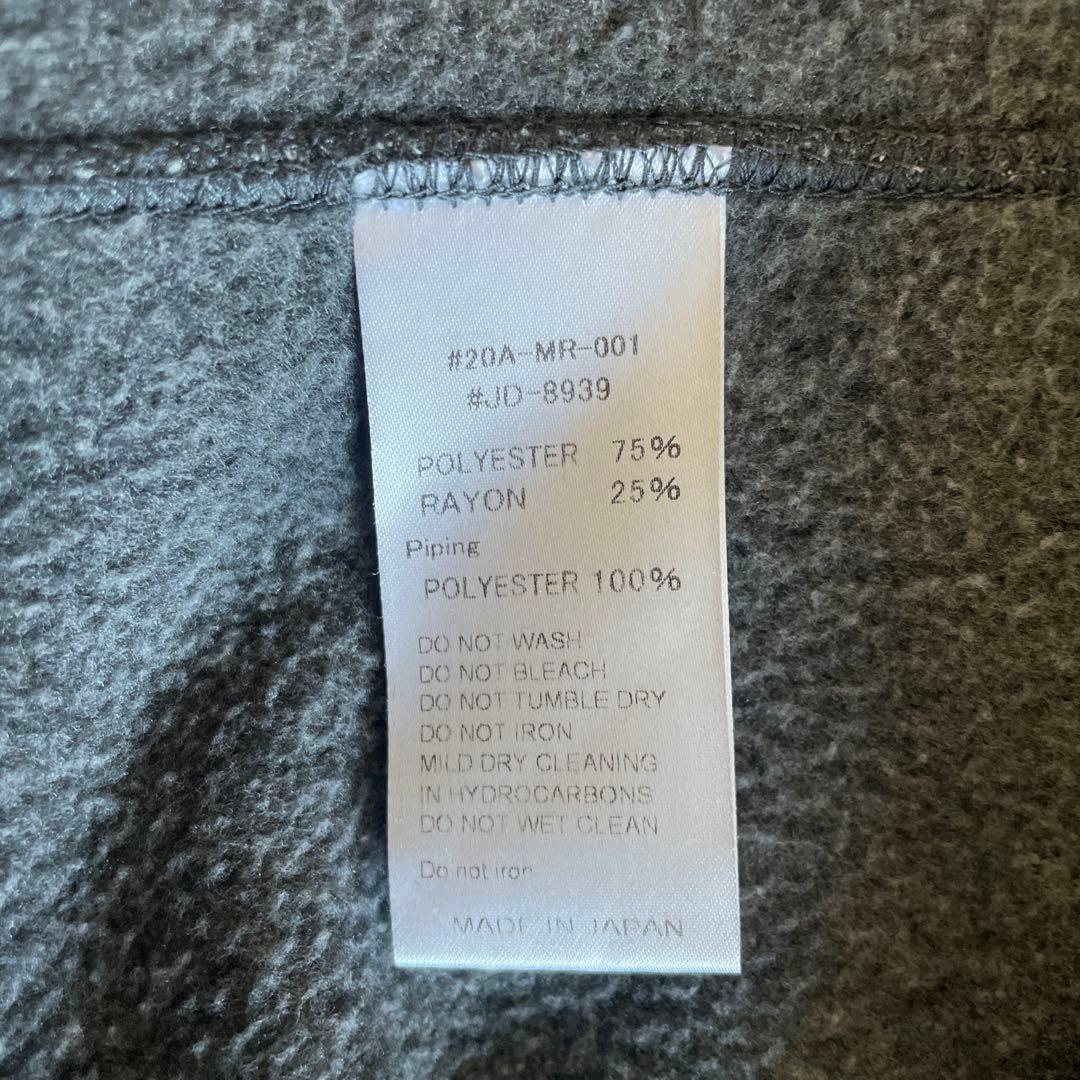 #20A-MR-001
#JD-8939
POLYESTER 75%
RAYON 25%
Piping
POLYESTER 100%
DO NOT WASH
DO NOT BLEACH
DO NOT TUMBLE DRY
DO NOT IRON
MILD DRY CLEANING
IN HYDROCARBONS
DO NOT WET CLEAN
Do not iron
MADE IN JAPAN